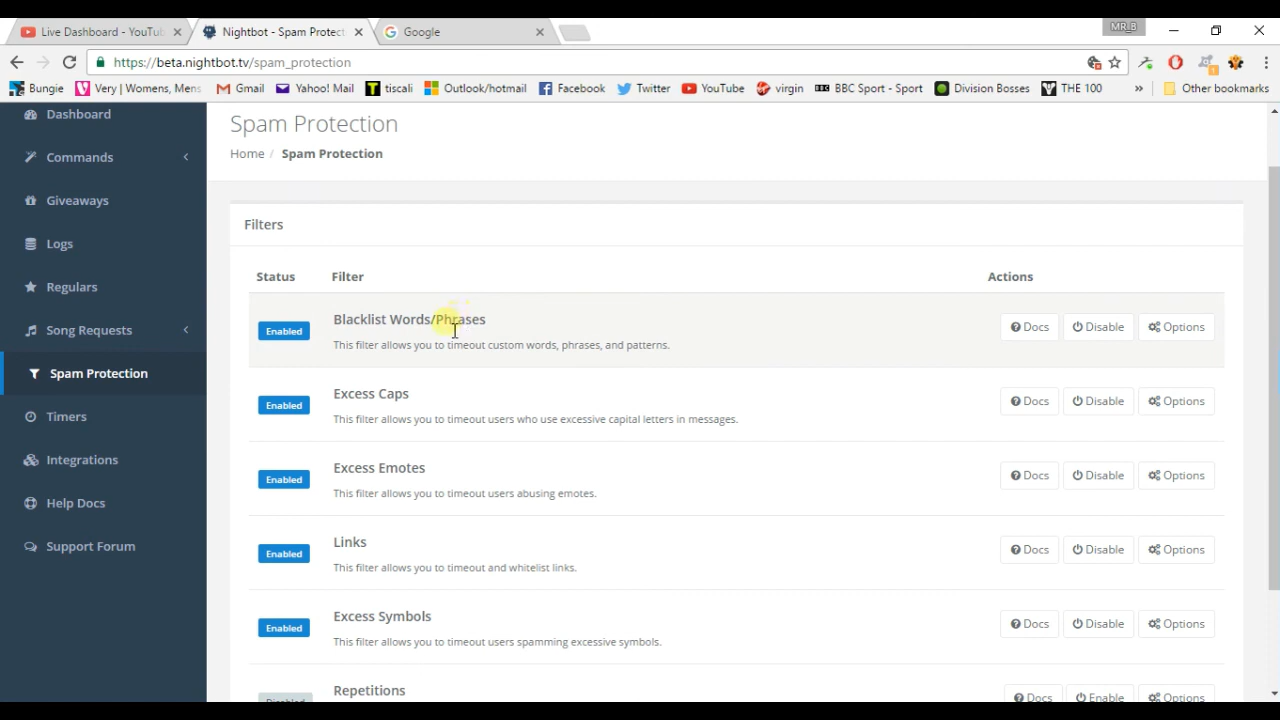 Live Dashboard - YouTu
Nightbot - Spam Protect
Google
MR_B
https://beta.nightbot.tv/spam_protection
Bungie
Very | Womens, Mens
Gmail
Yahoo! Mail
tiscali
Outlook/hotmail
Facebook
Twitter
YouTube
virgin
BBC Sport - Sport
Division Bosses
THE 100
»
Other bookmarks
Dashboard
Commands
Giveaways
Logs
Regulars
Song Requests
Spam Protection
Timers
Integrations
Help Docs
Support Forum
Spam Protection
Home / Spam Protection
Filters
Status Filter Actions
Enabled
Blacklist Words/Phrases
This filter allows you to timeout custom words, phrases, and patterns.
Docs Disable Options
Enabled
Excess Caps
This filter allows you to timeout users who use excessive capital letters in messages.
Docs Disable Options
Enabled
Excess Emotes
This filter allows you to timeout users abusing emotes.
Docs Disable Options
Enabled
Links
This filter allows you to timeout and whitelist links.
Docs Disable Options
Enabled
Excess Symbols
This filter allows you to timeout users spamming excessive symbols.
Docs Disable Options
Disabled
Repetitions
Docs Enable Options